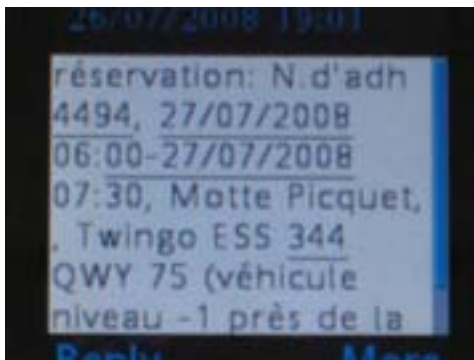 26/07/2008 19:01
réservation: N.d'adh
4494, 27/07/2008
06:00-27/07/2008
07:30, Motte Picquet,
, Twingo ESS 344
QWY 75 (véhicule
niveau -1 près de la
Reply More